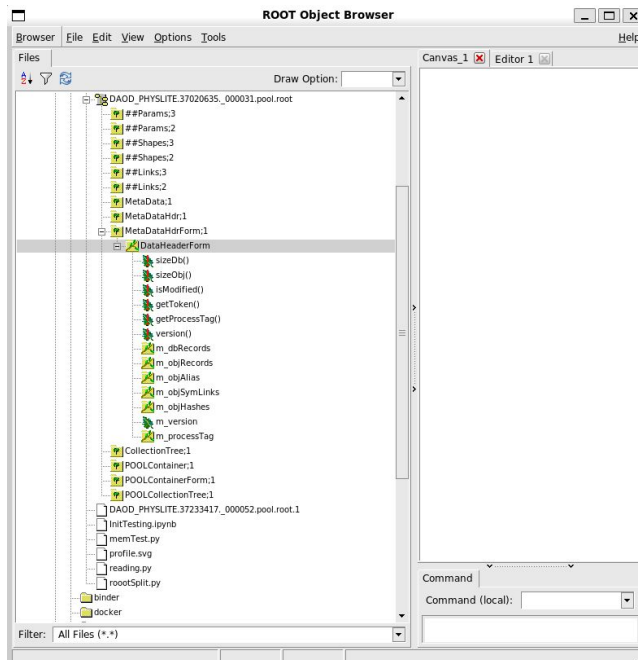 ROOT Object Browser
Browser File Edit View Options Tools Help
Files
Draw Option:
DAOD_PHYSLITE.37020635._000031.pool.root
##Params;3
##Params;2
##Shapes;3
##Shapes;2
##Links;3
##Links;2
MetaData;1
MetaDataHdr;1
MetaDataHdrForm;1
DataHeaderForm
sizeDb()
sizeObj()
isModified()
getToken()
getProcessTag()
version()
m_dbRecords
m_objRecords
m_objAlias
m_objSymLinks
m_objHashes
m_version
m_processTag
CollectionTree;1
POOLContainer;1
POOLContainerForm;1
POOLCollectionTree;1
DAOD_PHYSLITE.37233417._000052.pool.root.1
InitTesting.ipynb
memTest.py
profile.svg
reading.py
roootSplit.py
binder
docker
Filter: All Files (*.*)
Canvas_1 Editor 1
Command
Command (local):